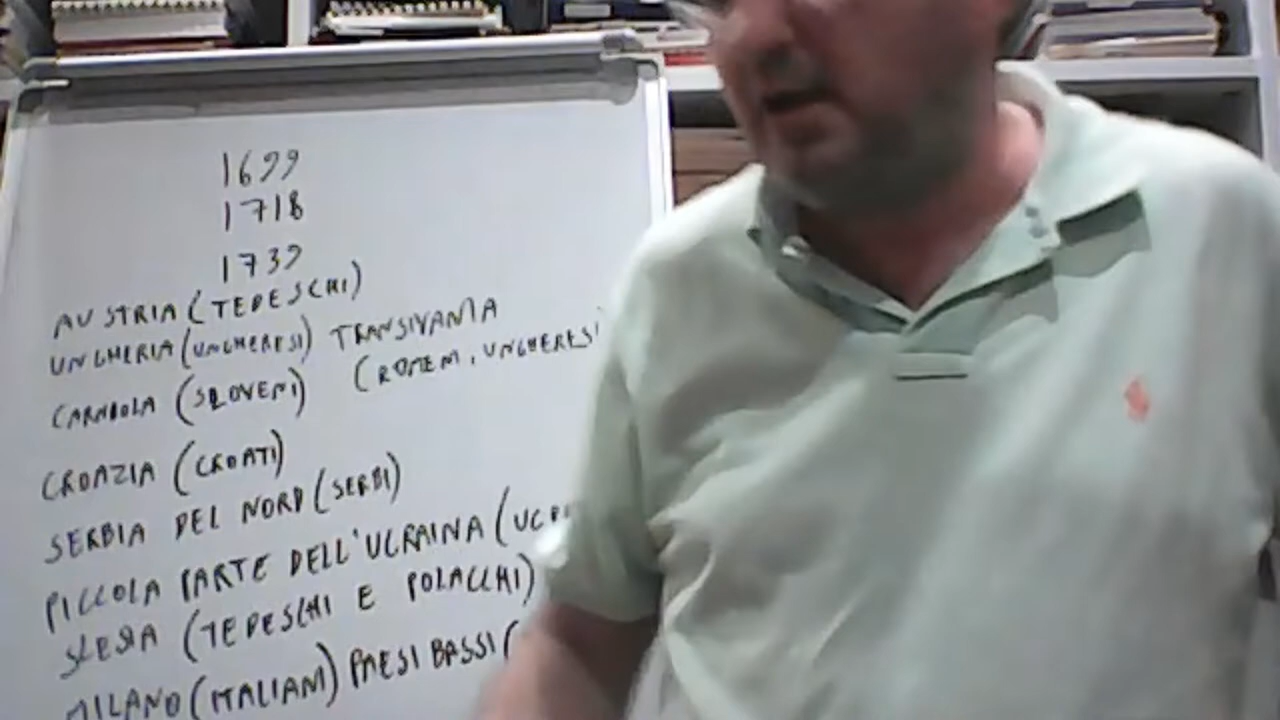 1699
1718
1739
AUSTRIA (TEDESCHI)
UNGHERIA (UNGHERESI) TRANSIVANIA
CARNIOLA (SLOVENI) (ROMENI, UNGHERESI
CROAZIA (CROATI)
SERBIA DEL NORD (SERBI)
PICCOLA PARTE DELL'UCRAINA (
SLESIA (TEDESCHI E POLACCHI)
MILANO (ITALIANI) PAESI BASSI (